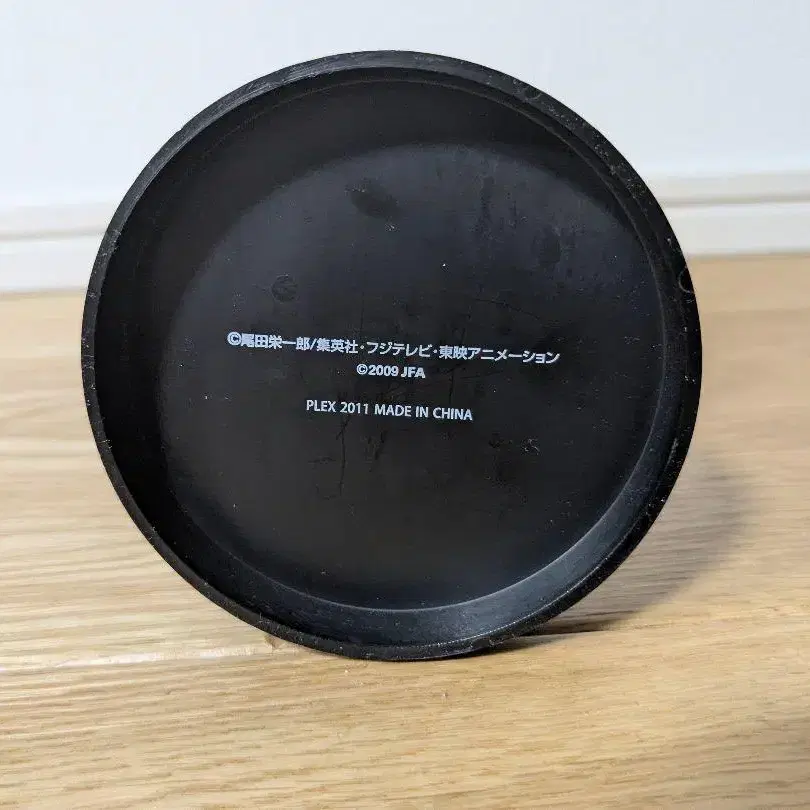 ©尾田栄一郎/集英社・フジテレビ・東映アニメーション
©2009 JFA
PLEX 2011 MADE IN CHINA